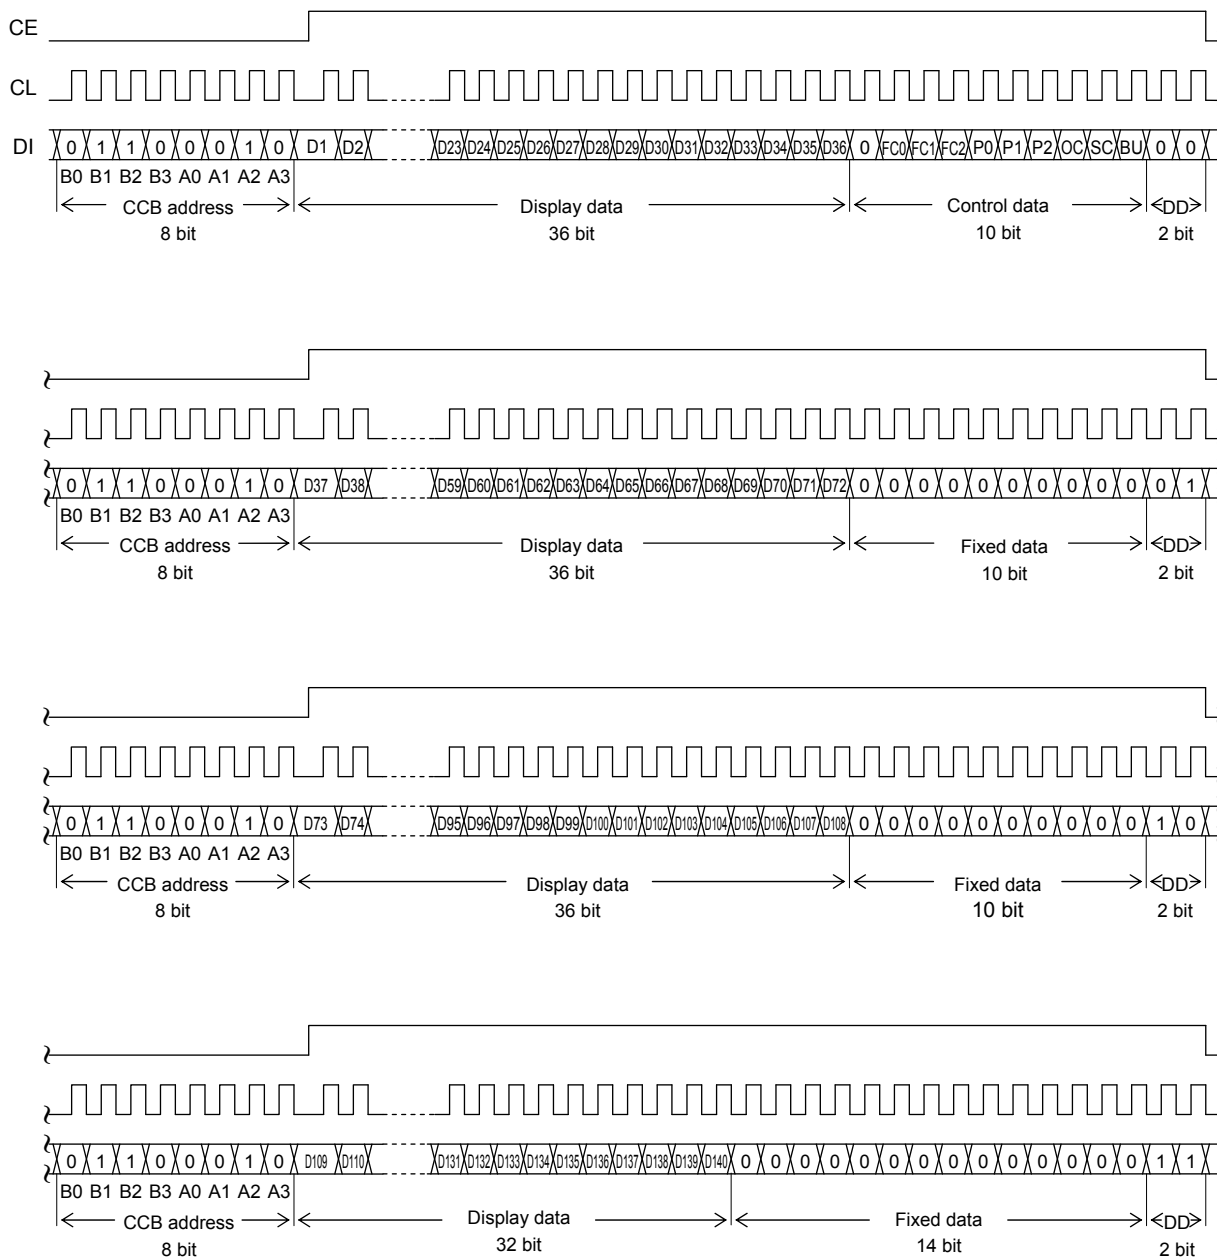 CE
CL
DI 0 1 1 0 0 0 1 0 D1 D2 D23 D24 D25 D26 D27 D28 D29 D30 D31 D32 D33 D34 D35 D36 0 FC0 FC1 FC2 P0 P1 P2 OC SC BU 0 0
B0 B1 B2 B3 A0 A1 A2 A3
CCB address Display data Control data DD
8 bit 36 bit 10 bit 2 bit
0 1 1 0 0 0 1 0 D37 D38 D59 D60 D61 D62 D63 D64 D65 D66 D67 D68 D69 D70 D71 D72 0 0 0 0 0 0 0 0 0 0 0 1
B0 B1 B2 B3 A0 A1 A2 A3
CCB address Display data Fixed data DD
8 bit 36 bit 10 bit 2 bit
0 1 1 0 0 0 1 0 D73 D74 D95 D96 D97 D98 D99 D100 D101 D102 D103 D104 D105 D106 D107 D108 0 0 0 0 0 0 0 0 0 0 1 0
B0 B1 B2 B3 A0 A1 A2 A3
CCB address Display data Fixed data DD
8 bit 36 bit 10 bit 2 bit
0 1 1 0 0 0 1 0 D109 D110 D131 D132 D133 D134 D135 D136 D137 D138 D139 D140 0 0 0 0 0 0 0 0 0 0 0 0 0 0 1 1
B0 B1 B2 B3 A0 A1 A2 A3
CCB address Display data Fixed data DD
8 bit 32 bit 14 bit 2 bit